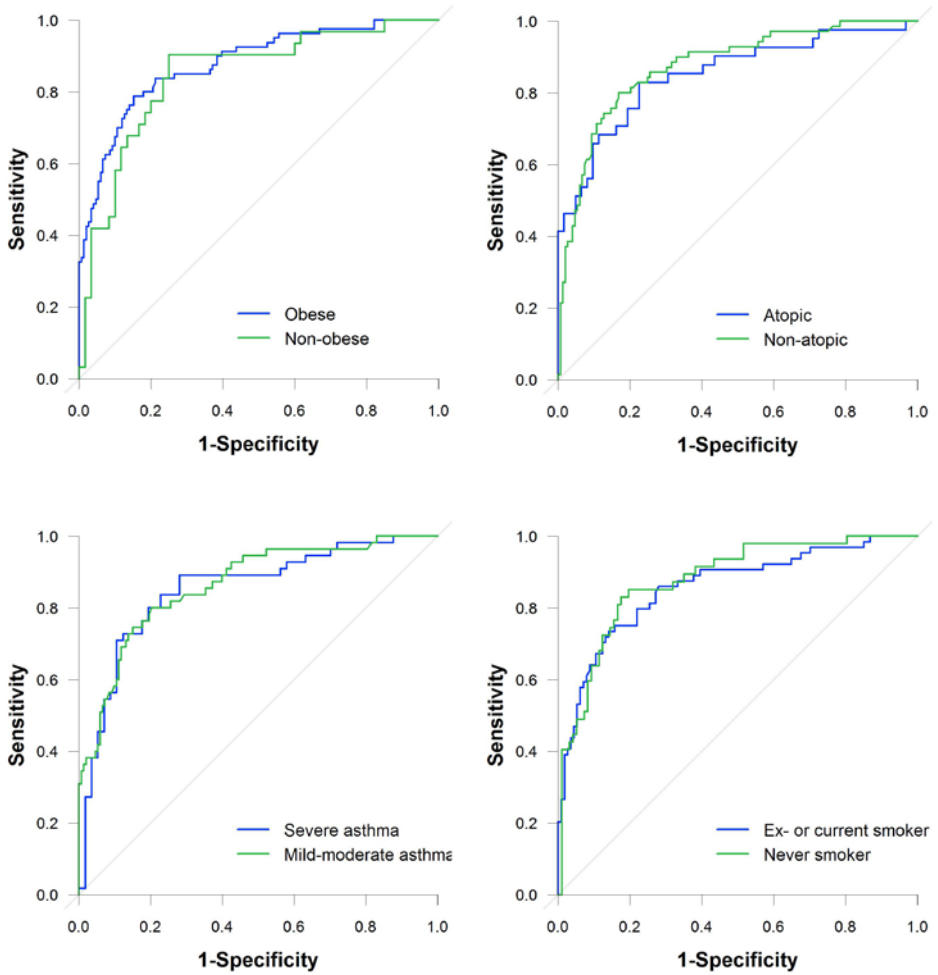 1.0
0.8
0.6
0.4
0.2
0.0
Sensitivity
Obese
Non-obese
0.0 0.2 0.4 0.6 0.8 1.0
1-Specificity
1.0
0.8
0.6
0.4
0.2
0.0
Sensitivity
Atopic
Non-atopic
0.0 0.2 0.4 0.6 0.8 1.0
1-Specificity
1.0
0.8
0.6
0.4
0.2
0.0
Sensitivity
Severe asthma
Mild-moderate asthma
0.0 0.2 0.4 0.6 0.8 1.0
1-Specificity
1.0
0.8
0.6
0.4
0.2
0.0
Sensitivity
Ex- or current smoker
Never smoker
0.0 0.2 0.4 0.6 0.8 1.0
1-Specificity